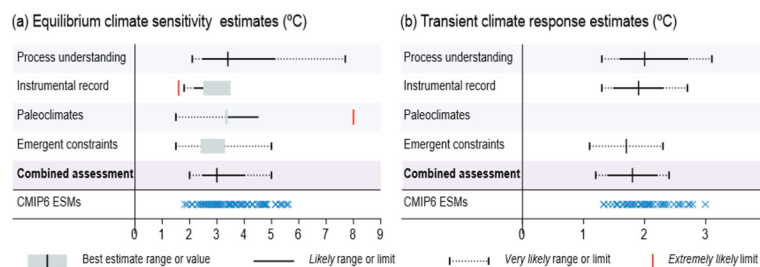 (a) Equilibrium climate sensitivity estimates (ºC)
Process understanding
Instrumental record
Paleoclimates
Emergent constraints
Combined assessment
CMIP6 ESMs
0 1 2 3 4 5 6 7 8 9
(b) Transient climate response estimates (ºC)
Process understanding
Instrumental record
Paleoclimates
Emergent constraints
Combined assessment
CMIP6 ESMs
0 1 2 3
Best estimate range or value
Likely range or limit
Very likely range or limit
Extremely likely limit